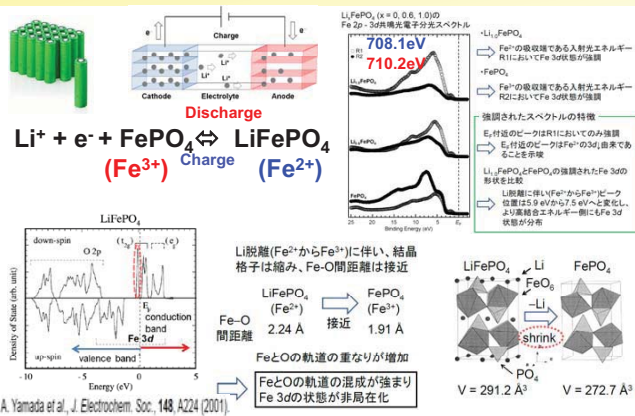 Charge
e⁻
e⁻
Li⁺
Li⁺
Cathode
Electrolyte
Anode
Discharge
Li⁺ + e⁻ + FePO₄ ⇔ LiFePO₄
Charge
(Fe³⁺)
(Fe²⁺)
LiₓFePO₄ (x = 0, 0.6, 1.0)の
Fe 2p - 3d共鳴光電子分光スペクトル
R1
R2
708.1eV
710.2eV
FePO₄
25
20
15
10
5
0
Binding Energy (eV)
・Li₁.₀FePO₄
Fe²⁺の吸収端である入射光エネルギー
R1においてFe 3d状態が強調
・FePO₄
Fe³⁺の吸収端である入射光エネルギー
R2においてFe 3d状態が強調
強調されたスペクトルの特徴
E_F付近のピークはR1においてのみ強調
E_F付近のピークはFe²⁺の3d↓由来であ
ることを示唆
Li₁.₀FePO₄とFePO₄の強調されたFe 3dの
形状を比較
Li脱離に伴い(Fe²⁺からFe³⁺)ピーク
位置は5.9 eVから7.5 eVへと変化し、
より高結合エネルギー側にもFe 3d
状態が分布
LiFePO₄
down-spin
O 2p
(t₂g)
(e_g)
Density of State (arb. unit)
E_F
conduction
band
Fe 3d
up-spin
valence band
-10
-5
0
5
Energy (eV)
A. Yamada et al., J. Electrochem. Soc., 148, A224 (2001).
Li脱離(Fe²⁺からFe³⁺)に伴い、結晶
格子は縮み、Fe-O間距離は接近
LiFePO₄
FePO₄
(Fe²⁺)
(Fe³⁺)
Fe–O
間距離
2.24 Å
接近
1.91 Å
FeとOの軌道の重なりが増加
FeとOの軌道の混成が強まり
Fe 3dの状態が非局在化
LiFePO₄
Li
FePO₄
FeO₆
–Li
shrink
PO₄
V = 291.2 Å³
V = 272.7 Å³